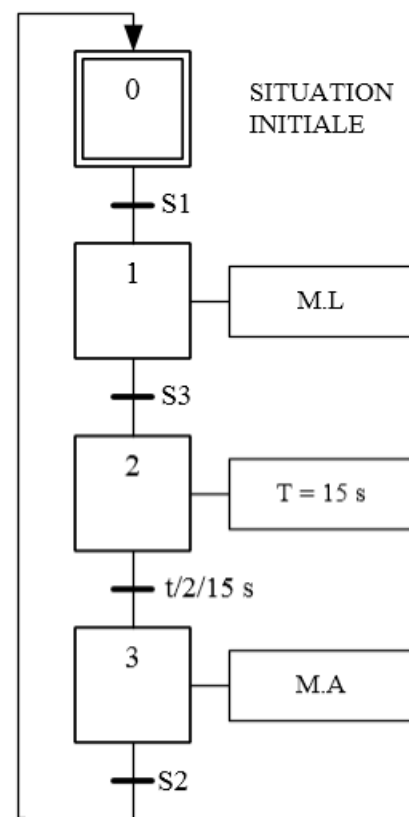 0
SITUATION
INITIALE
S1
1
M.L
S3
2
T = 15 s
t/2/15 s
3
M.A
S2